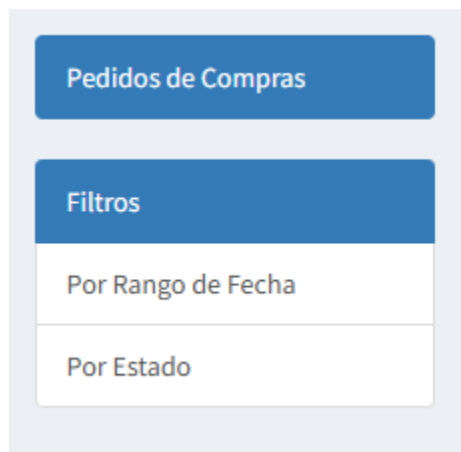 Pedidos de Compras
Filtros
Por Rango de Fecha
Por Estado